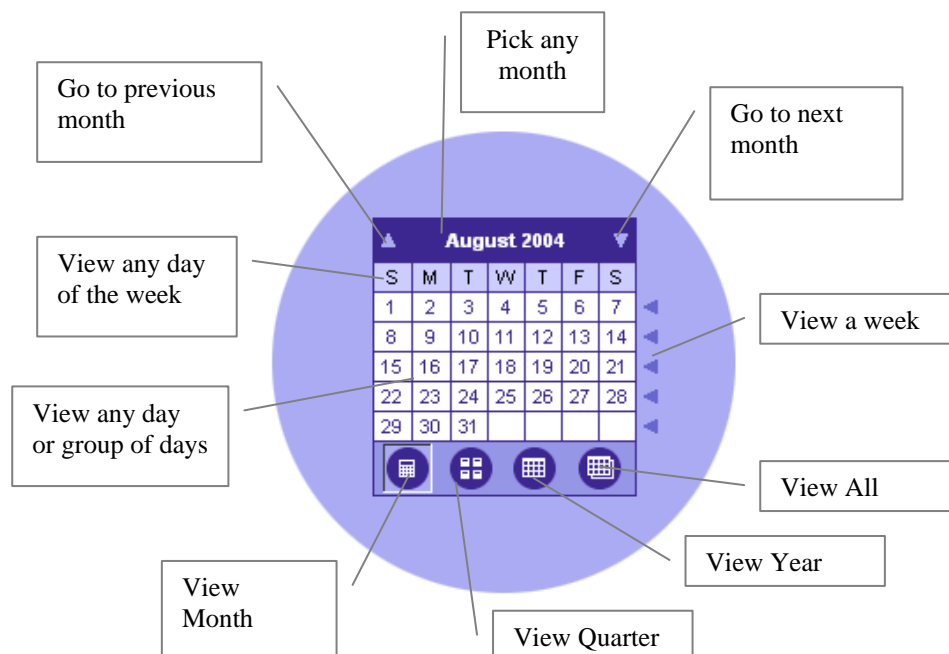 Pick any
month
Go to previous
month
Go to next
month
August 2004
View any day
of the week
S M T W T F S
1 2 3 4 5 6 7
View a week
8 9 10 11 12 13 14
15 16 17 18 19 20 21
View any day
or group of days
22 23 24 25 26 27 28
29 30 31
View All
View Year
View
Month
View Quarter